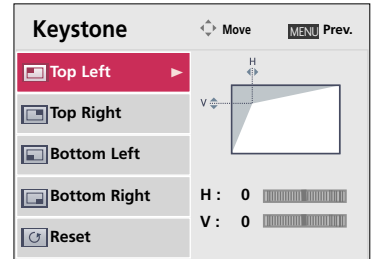 Keystone Move MENU Prev.
Top Left
Top Right
Bottom Left
Bottom Right
Reset
H
V
H : 0
V : 0